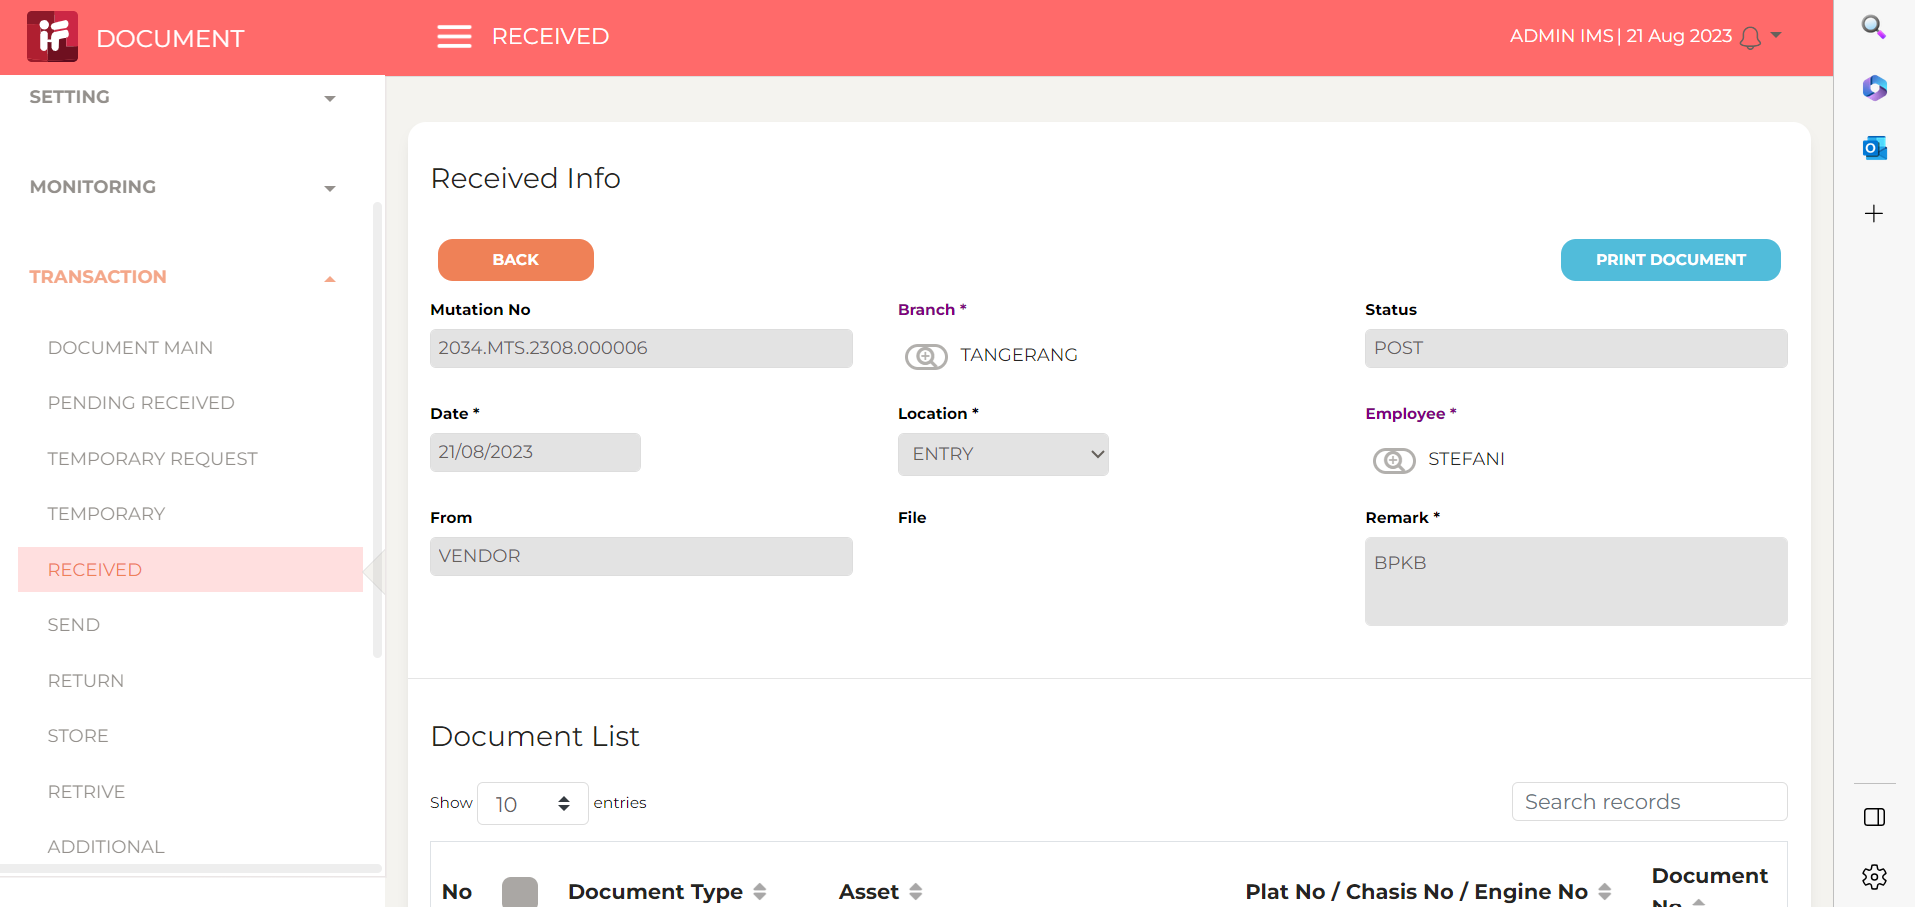 iF DOCUMENT
RECEIVED
ADMIN IMS | 21 Aug 2023
SETTING
MONITORING
TRANSACTION
DOCUMENT MAIN
PENDING RECEIVED
TEMPORARY REQUEST
TEMPORARY
RECEIVED
SEND
RETURN
STORE
RETRIVE
ADDITIONAL
Received Info
BACK
PRINT DOCUMENT
Mutation No
2034.MTS.2308.000006
Branch *
TANGERANG
Status
POST
Date *
21/08/2023
Location *
ENTRY
Employee *
STEFANI
From
VENDOR
File
Remark *
BPKB
Document List
Show 10 entries
Search records
No
Document Type
Asset
Plat No / Chasis No / Engine No
Document
No